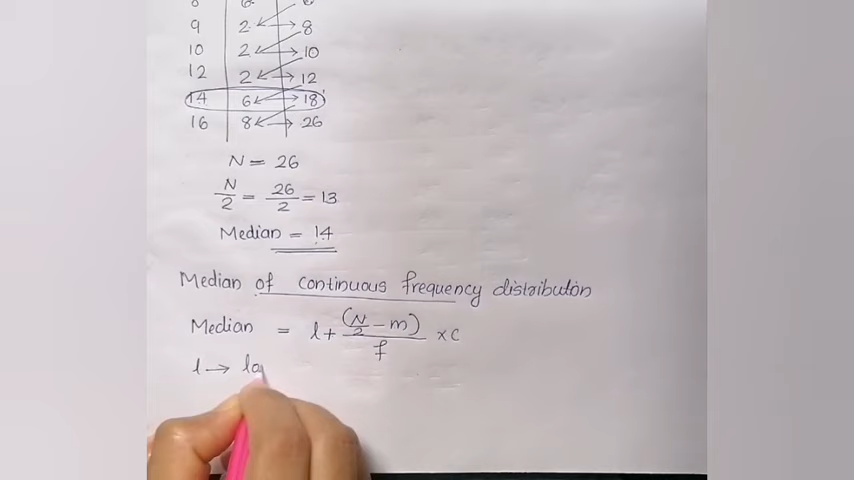 9 2 8
10 2 10
12 2 12
14 6 18
16 8 26
N = 26
N/2 = 26/2 = 13
Median = 14
Median of continuous frequency distribution
Median = l + (N/2 - m)/f × c
l → la